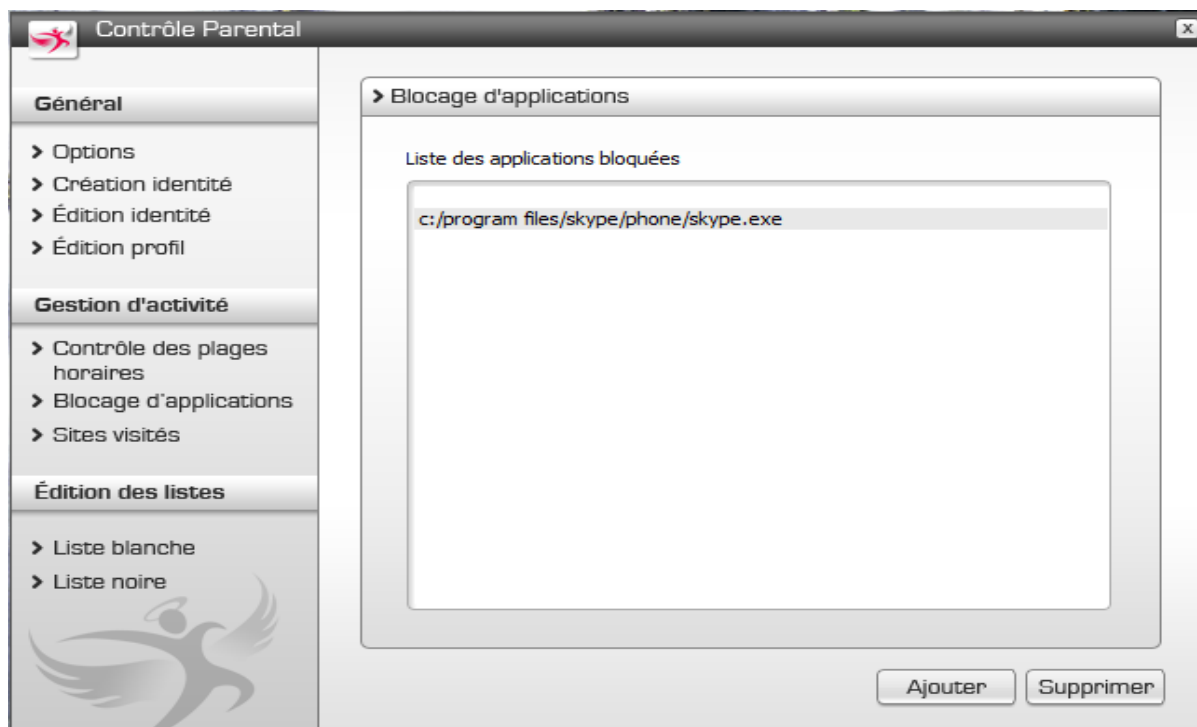 Contrôle Parental
x
Général
Options
Création identité
Édition identité
Édition profil
Gestion d'activité
Contrôle des plages
horaires
Blocage d'applications
Sites visités
Édition des listes
Liste blanche
Liste noire
Blocage d'applications
Liste des applications bloquées
c:/program files/skype/phone/skype.exe
Ajouter
Supprimer